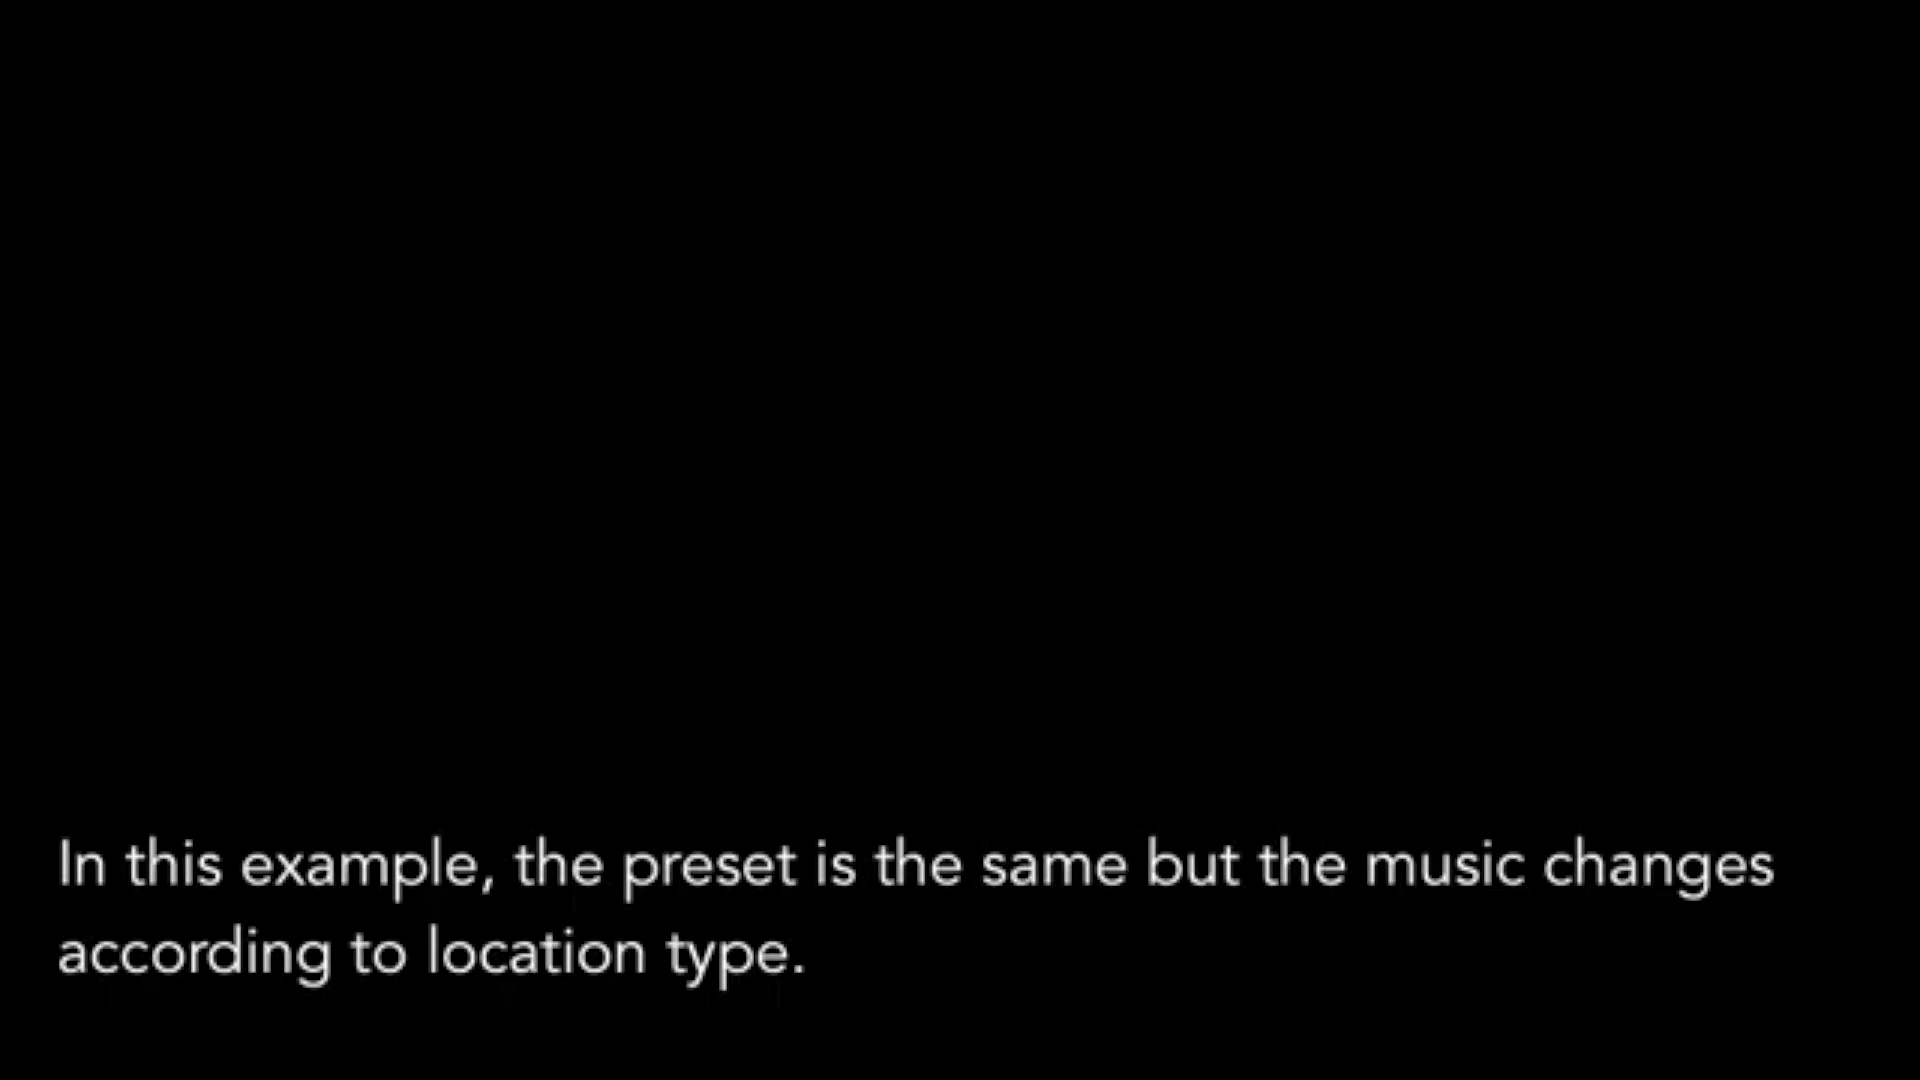 In this example, the preset is the same but the music changes
according to location type.